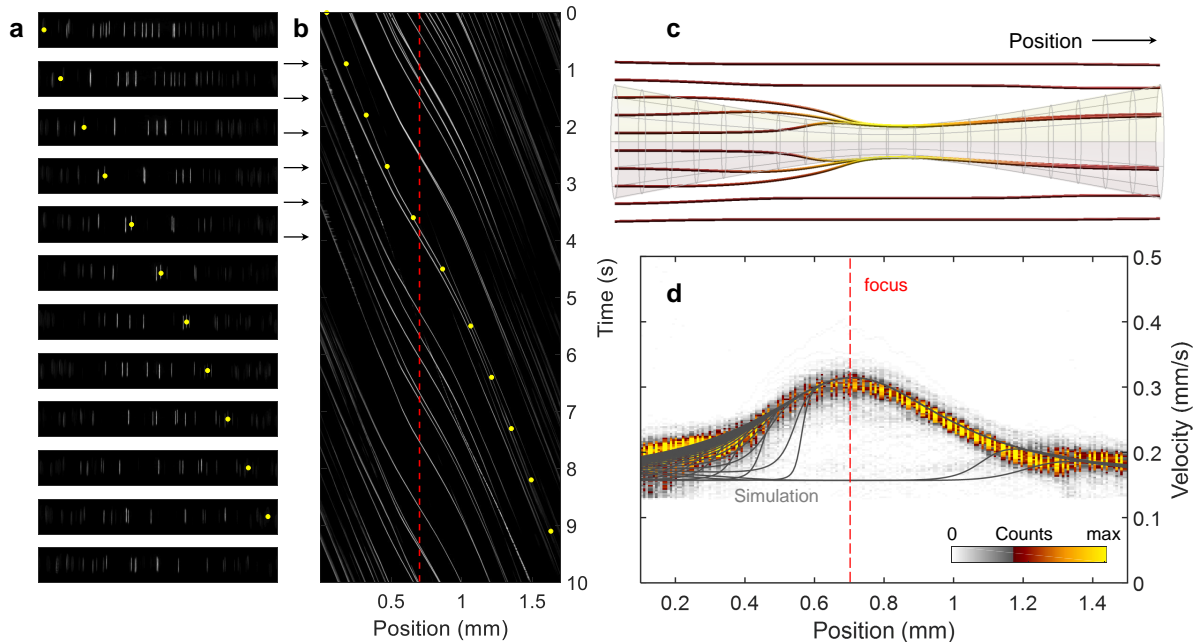 a
b
0
1
2
3
4
5
6
7
8
9
10
Time (s)
0.5
1
1.5
Position (mm)
c
Position
d
focus
0.5
0.4
0.3
0.2
0.1
0
Velocity (mm/s)
Simulation
0 Counts max
0.2 0.4 0.6 0.8 1.0 1.2 1.4
Position (mm)